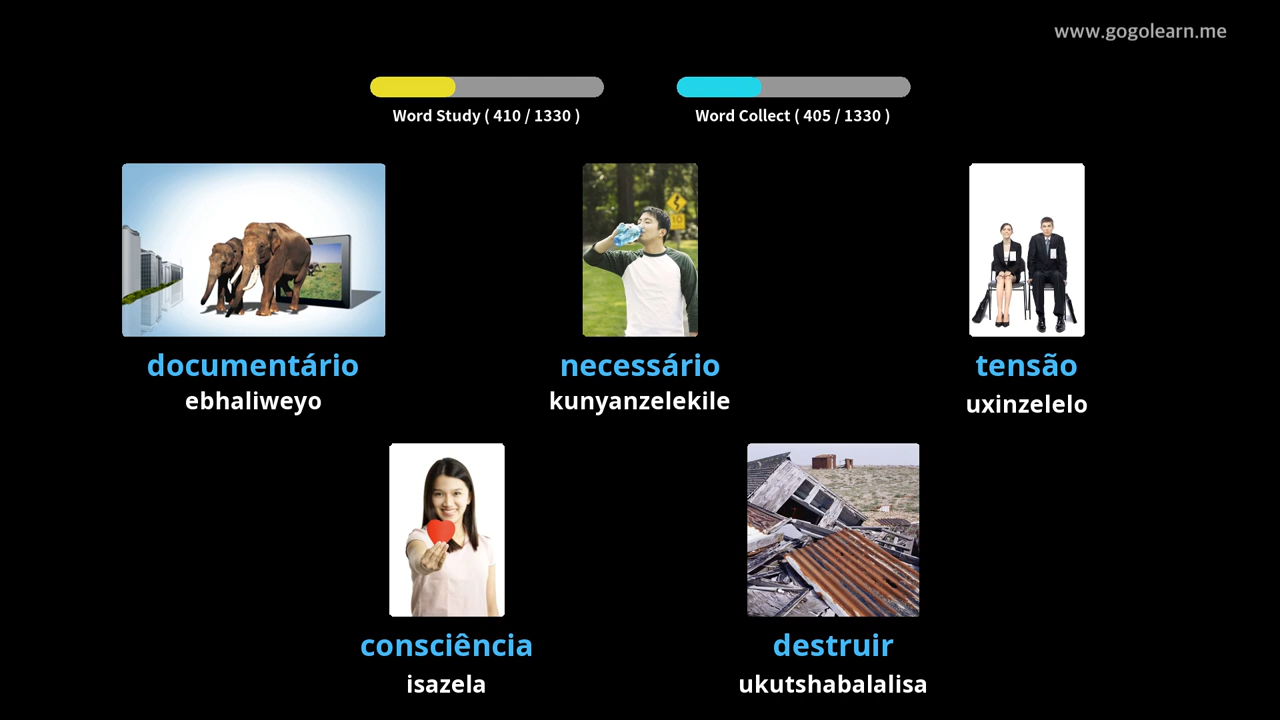 www.gogolearn.me
Word Study ( 410 / 1330 )
Word Collect ( 405 / 1330 )
documentário
ebhaliweyo
necessário
kunyanzelekile
tensão
uxinzelelo
consciência
isazela
destruir
ukutshabalalisa